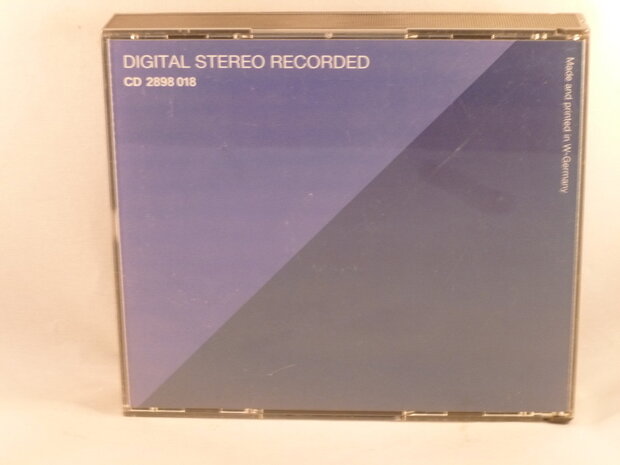 DIGITAL STEREO RECORDED
CD 2898 018
Made and printed in W-Germany